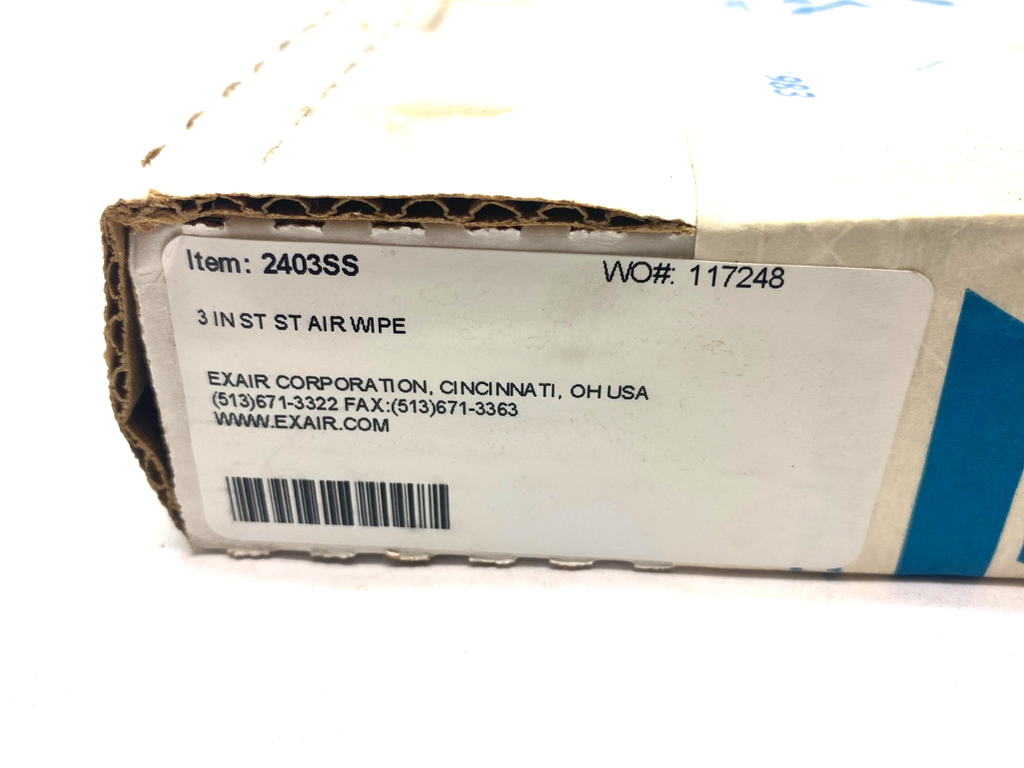 983
Item: 2403SS WO#: 117248
3 IN ST ST AIR WIPE
EXAIR CORPORATION, CINCINNATI, OH USA
(513)671-3322 FAX:(513)671-3363
WWW.EXAIR.COM